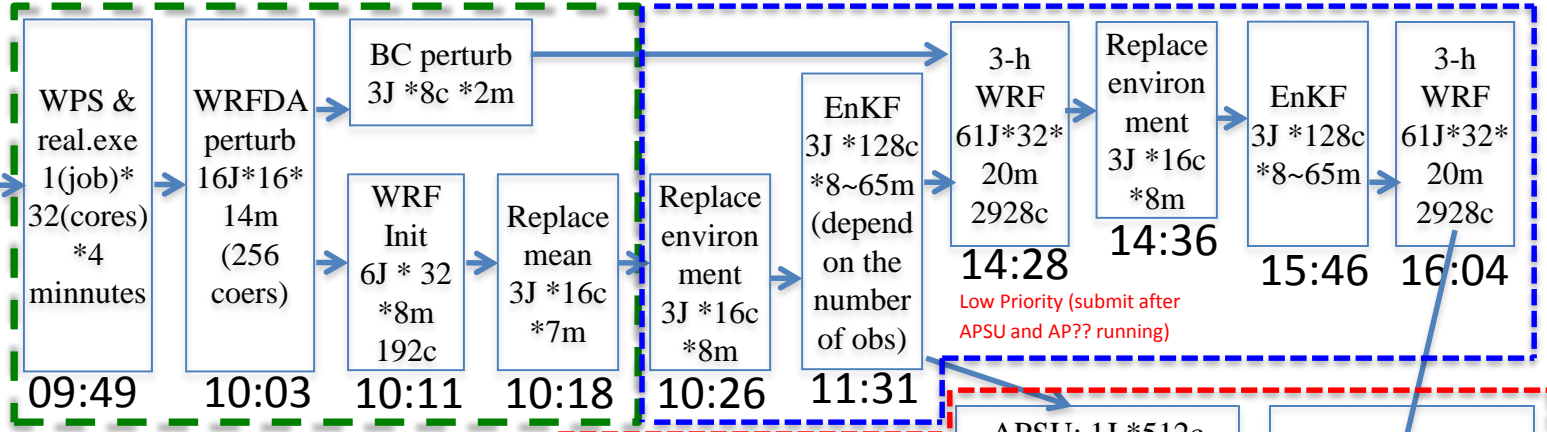 WPS &
real.exe
1(job)*
32(cores)
*4
minnutes
09:49
WRFDA
perturb
16J*16*
14m
(256
coers)
10:03
BC perturb
3J *8c *2m
WRF
Init
6J * 32
*8m
192c
10:11
Replace
mean
3J *16c
*7m
10:18
Replace
environ
ment
3J *16c
*8m
10:26
EnKF
3J *128c
*8~65m
(depend
on the
number
of obs)
11:31
3-h
WRF
61J*32*
20m
2928c
14:28
Low Priority (submit after
APSU and AP?? running)
Replace
environ
ment
3J *16c
*8m
14:36
EnKF
3J *128c
*8~65m
15:46
3-h
WRF
61J*32*
20m
2928c
16:04
APSU: 1J *512c